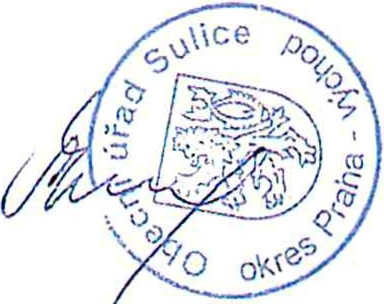 Obecní úřad Sulice
okres Praha - východ